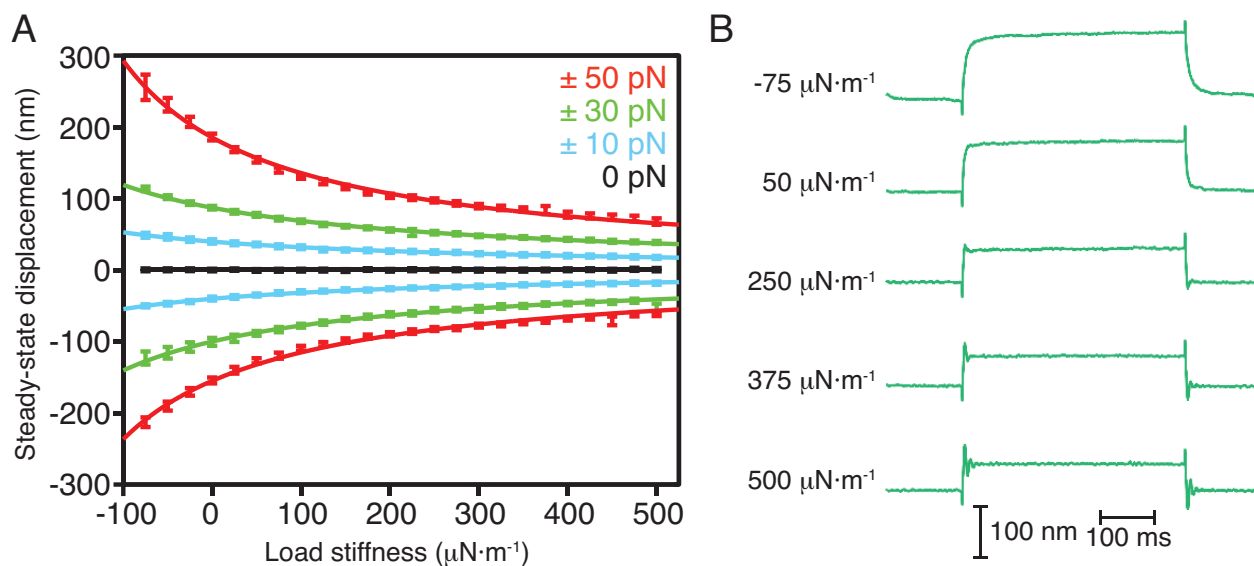 A
Steady-state displacement (nm)
300
200
100
0
-100
-200
-300
± 50 pN
± 30 pN
± 10 pN
0 pN
-100 0 100 200 300 400 500
Load stiffness (μN·m⁻¹)
B
-75 μN·m⁻¹
50 μN·m⁻¹
250 μN·m⁻¹
375 μN·m⁻¹
500 μN·m⁻¹
100 nm
100 ms